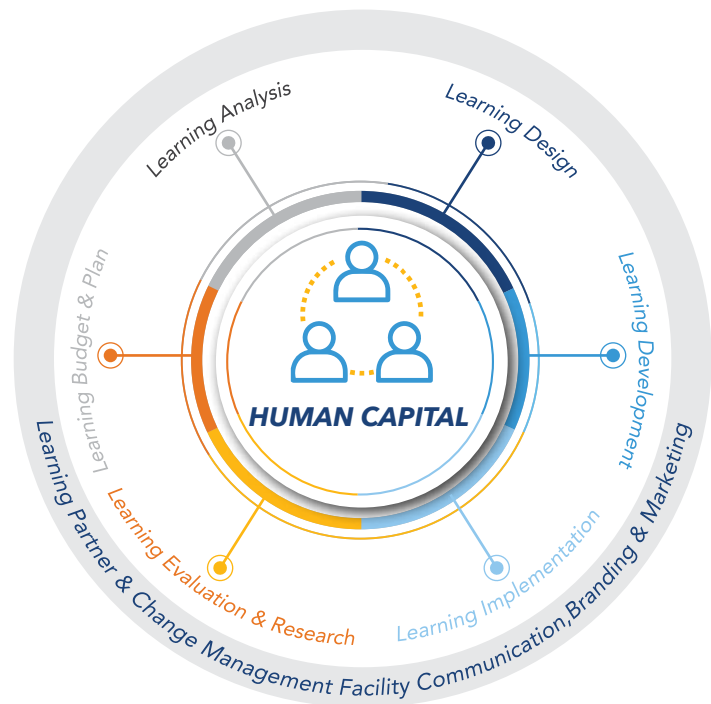 Learning Analysis
Learning Design
Learning Budget & Plan
Learning Development
HUMAN CAPITAL
Learning Evaluation & Research
Learning Implementation
Learning Partner & Change Management Facility Communication,Branding & Marketing